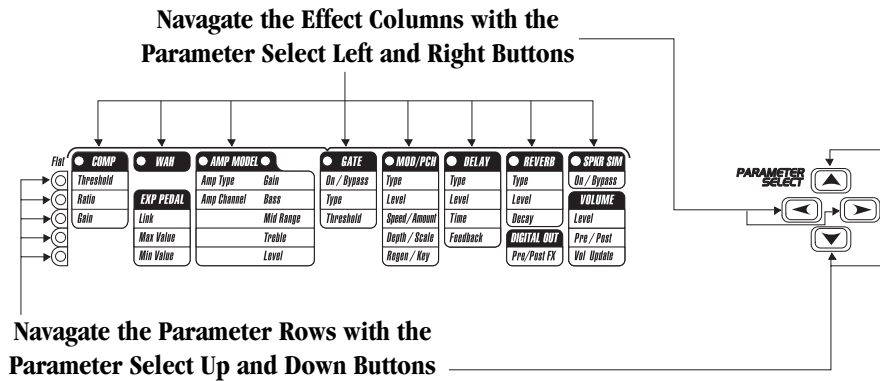 Navagate the Effect Columns with the
Parameter Select Left and Right Buttons
Flat COMP WAH AMP MODEL GATE MOD/PCH DELAY REVERB SPKR SIM
Threshold Amp Type Gain On / Bypass Type Type Type On / Bypass
Ratio EXP PEDAL Amp Channel Bass Type Level Level Level VOLUME
Gain Link Mid Range Threshold Speed / Amount Time Decay Level
Max Value Treble Depth / Scale Feedback DIGITAL OUT Pre / Post
Min Value Level Regen / Key Pre/Post FX Vol Update
PARAMETER
SELECT
Navagate the Parameter Rows with the
Parameter Select Up and Down Buttons